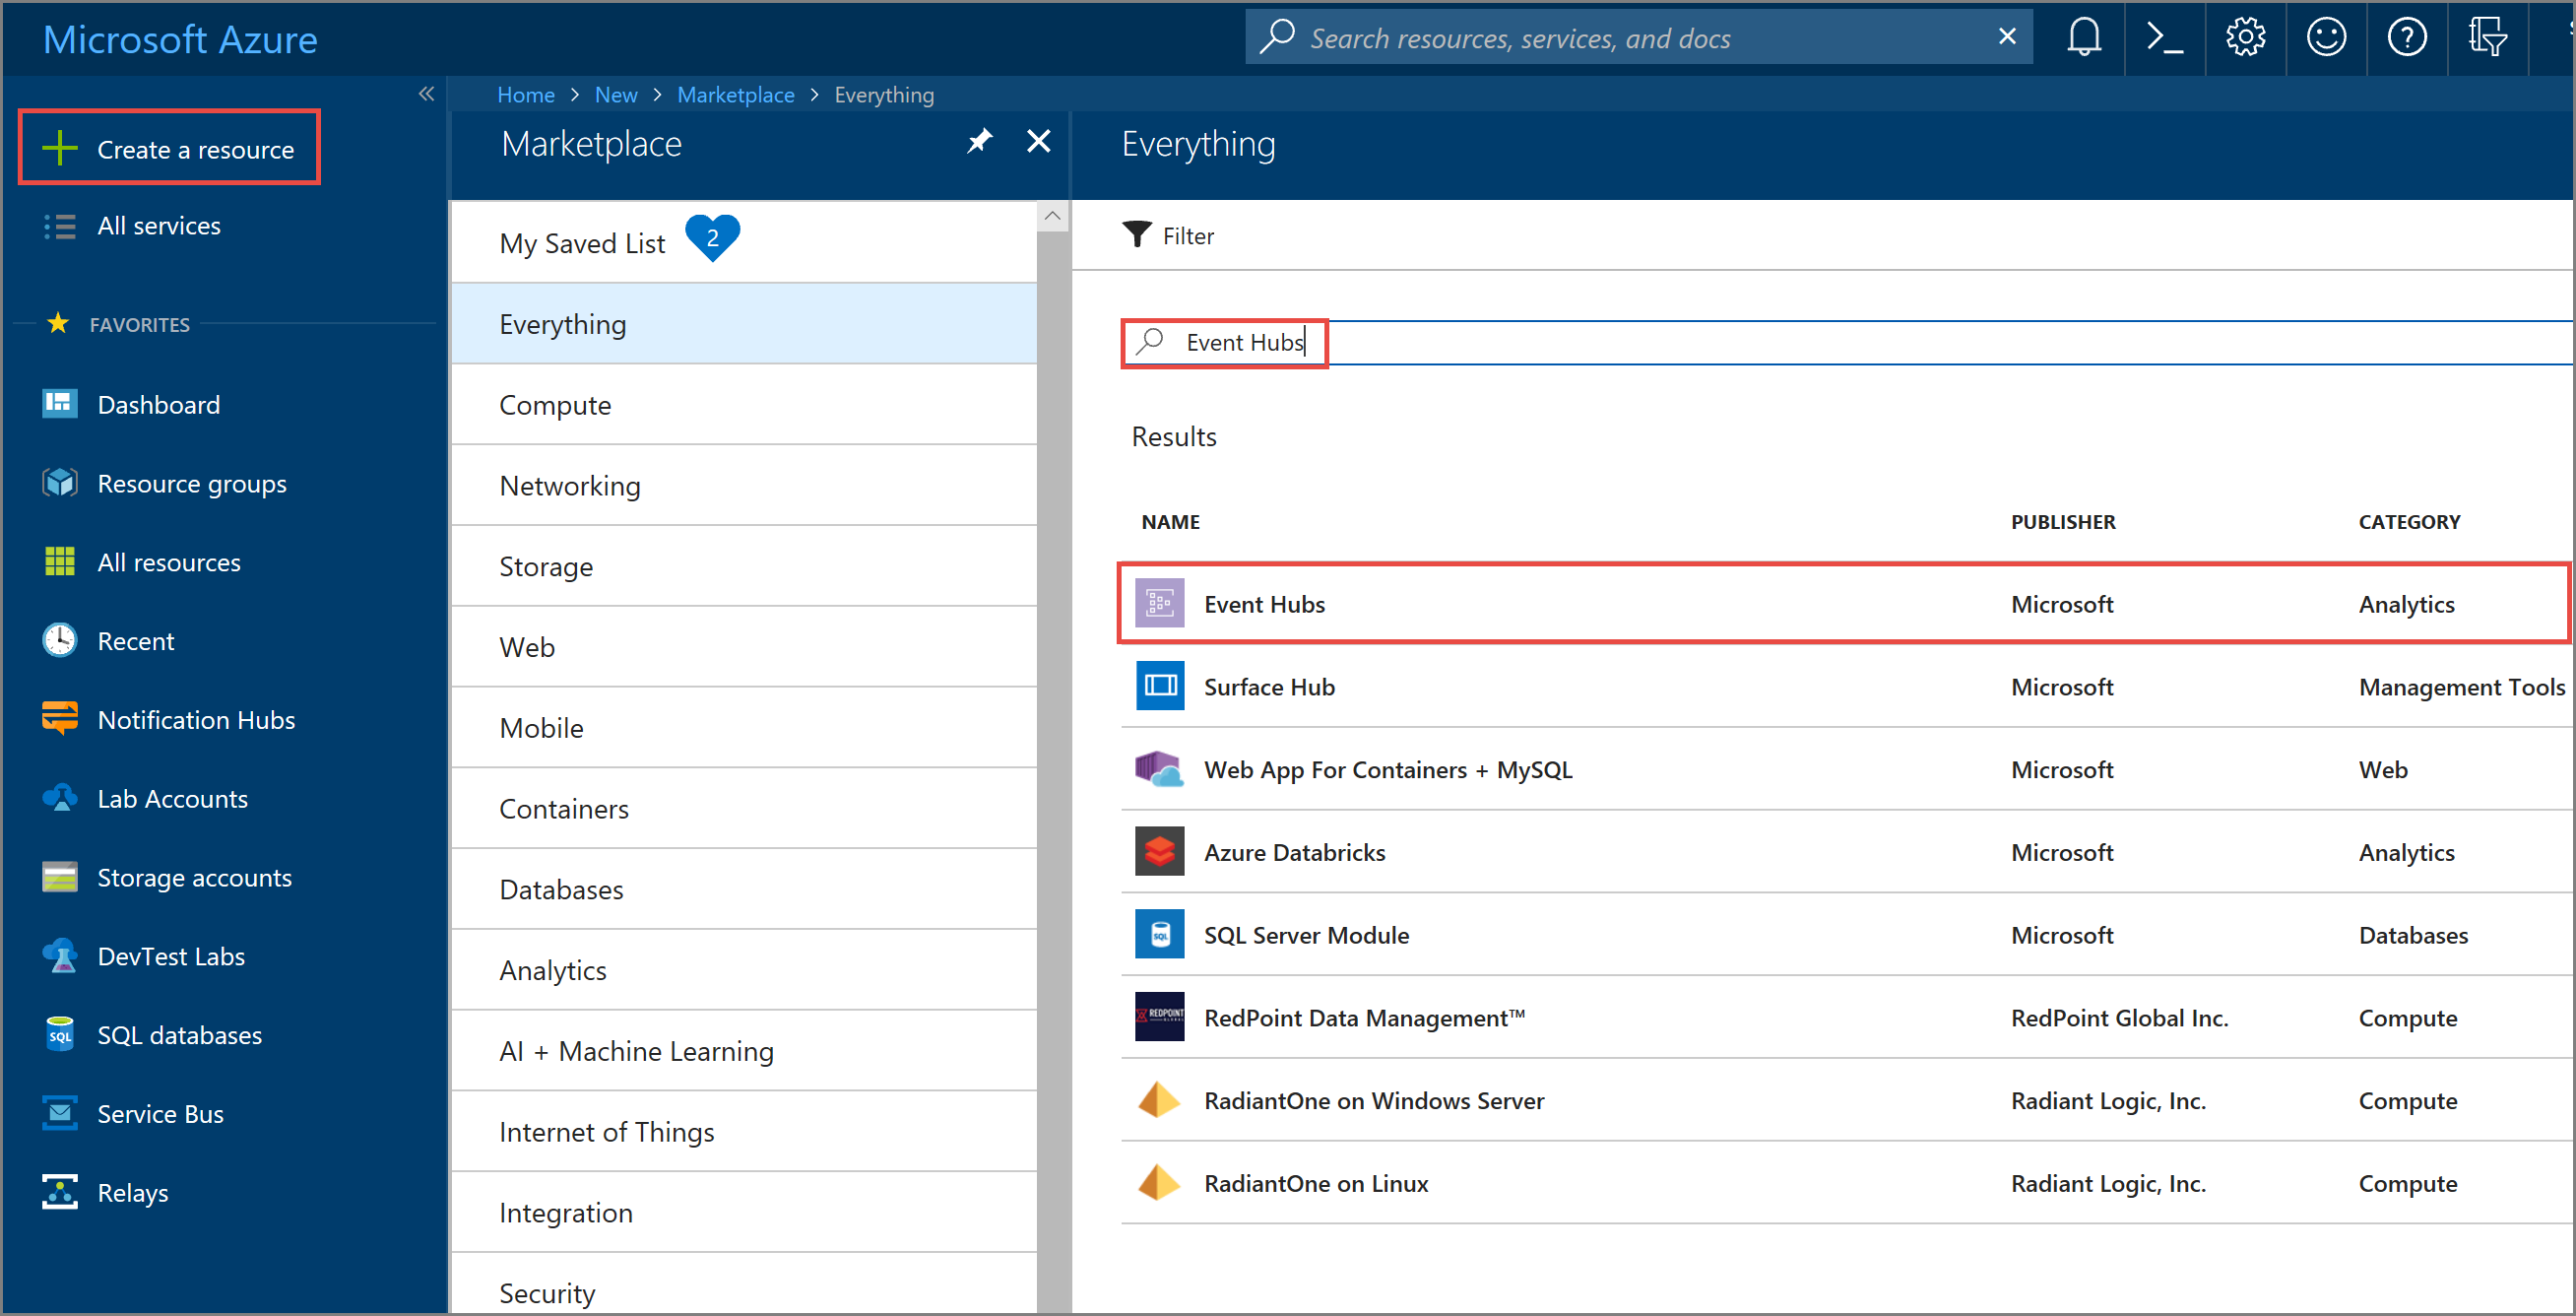 Microsoft Azure
Search resources, services, and docs
Create a resource
All services
FAVORITES
Dashboard
Resource groups
All resources
Recent
Notification Hubs
Lab Accounts
Storage accounts
DevTest Labs
SQL
SQL databases
Service Bus
Relays
Home > New > Marketplace > Everything
Marketplace
My Saved List 2
Everything
Compute
Networking
Storage
Web
Mobile
Containers
Databases
Analytics
AI + Machine Learning
Internet of Things
Integration
Security
Everything
Filter
Event Hubs
Results
NAME PUBLISHER CATEGORY
Event Hubs Microsoft Analytics
Surface Hub Microsoft Management Tools
Web App For Containers + MySQL Microsoft Web
Azure Databricks Microsoft Analytics
SQL SQL Server Module Microsoft Databases
REDPOINT GLOBAL RedPoint Data Management™ RedPoint Global Inc. Compute
RadiantOne on Windows Server Radiant Logic, Inc. Compute
RadiantOne on Linux Radiant Logic, Inc. Compute